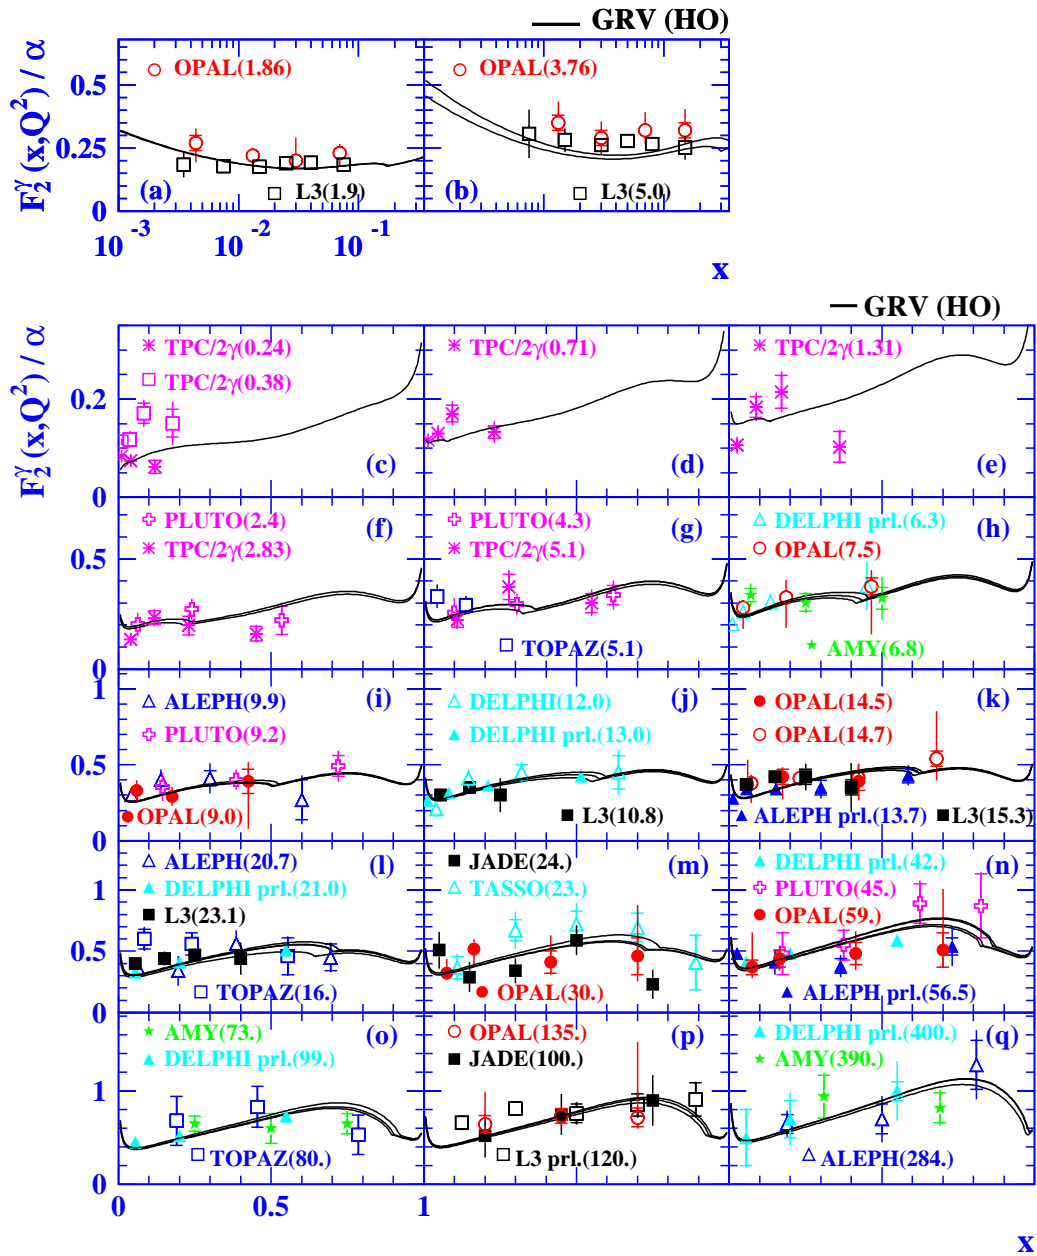 GRV (HO)
F₂^γ(x,Q²) / α
0.5
0.25
0
OPAL(1.86)
(a)
L3(1.9)
OPAL(3.76)
(b)
L3(5.0)
10^-3
10^-2
10^-1
x
GRV (HO)
F₂^γ(x,Q²) / α
0.2
0
TPC/2γ(0.24)
TPC/2γ(0.38)
(c)
TPC/2γ(0.71)
(d)
TPC/2γ(1.31)
(e)
0.5
0
PLUTO(2.4)
(f)
TPC/2γ(2.83)
PLUTO(4.3)
(g)
TPC/2γ(5.1)
TOPAZ(5.1)
DELPHI prl.(6.3)
OPAL(7.5)
(h)
AMY(6.8)
1
0.5
0
ALEPH(9.9)
(i)
PLUTO(9.2)
OPAL(9.0)
DELPHI(12.0)
(j)
DELPHI prl.(13.0)
L3(10.8)
OPAL(14.5)
(k)
OPAL(14.7)
ALEPH prl.(13.7)
L3(15.3)
1
0.5
0
ALEPH(20.7)
(l)
DELPHI prl.(21.0)
L3(23.1)
TOPAZ(16.)
JADE(24.)
(m)
TASSO(23.)
OPAL(30.)
DELPHI prl.(42.)
(n)
PLUTO(45.)
OPAL(59.)
ALEPH prl.(56.5)
1
0
AMY(73.)
(o)
DELPHI prl.(99.)
TOPAZ(80.)
OPAL(135.)
(p)
JADE(100.)
L3 prl.(120.)
DELPHI prl.(400.)
(q)
AMY(390.)
ALEPH(284.)
0
0.5
1
x